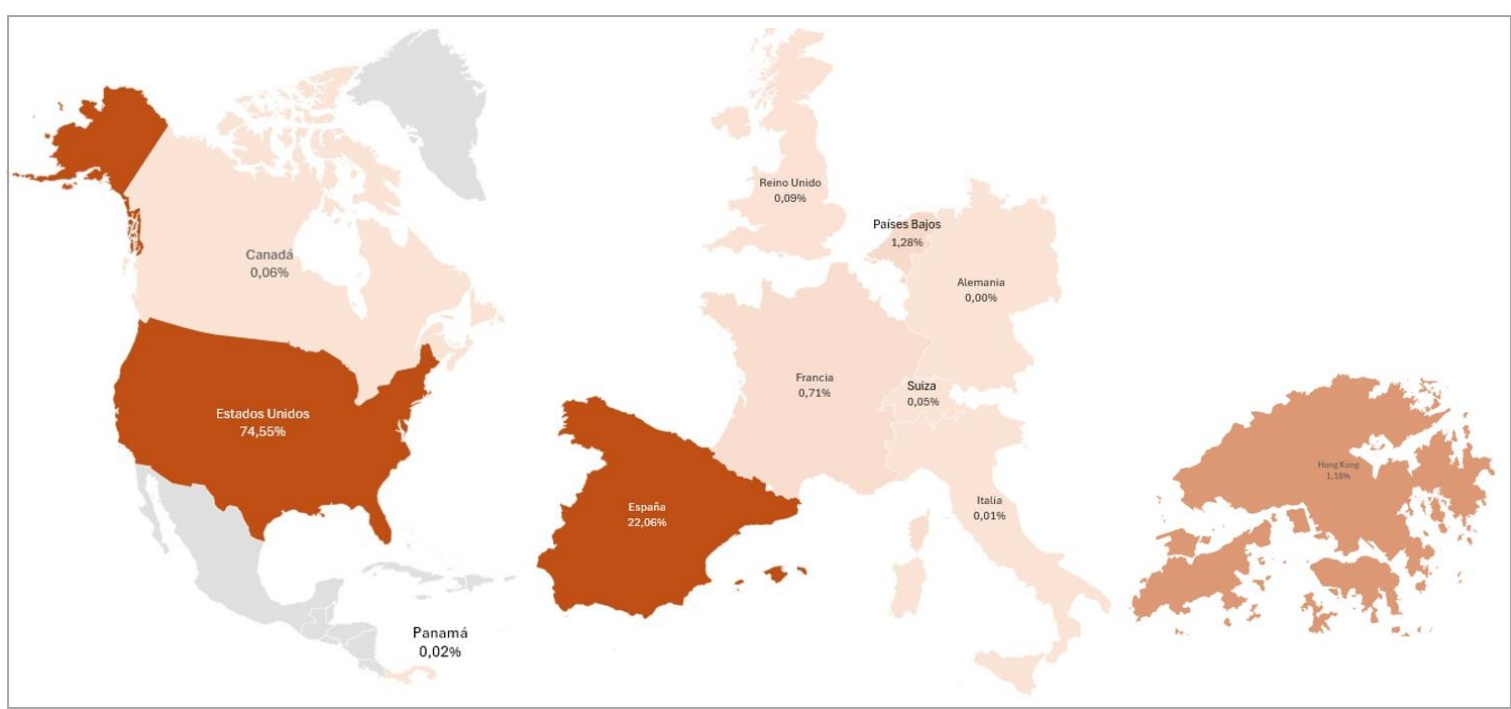 Canadá
0,06%
Estados Unidos
74,55%
Panamá
0,02%
Reino Unido
0,09%
Países Bajos
1,28%
Alemania
0,00%
Francia
0,71%
Suiza
0,05%
España
22,06%
Italia
0,01%
Hong Kong
1,16%